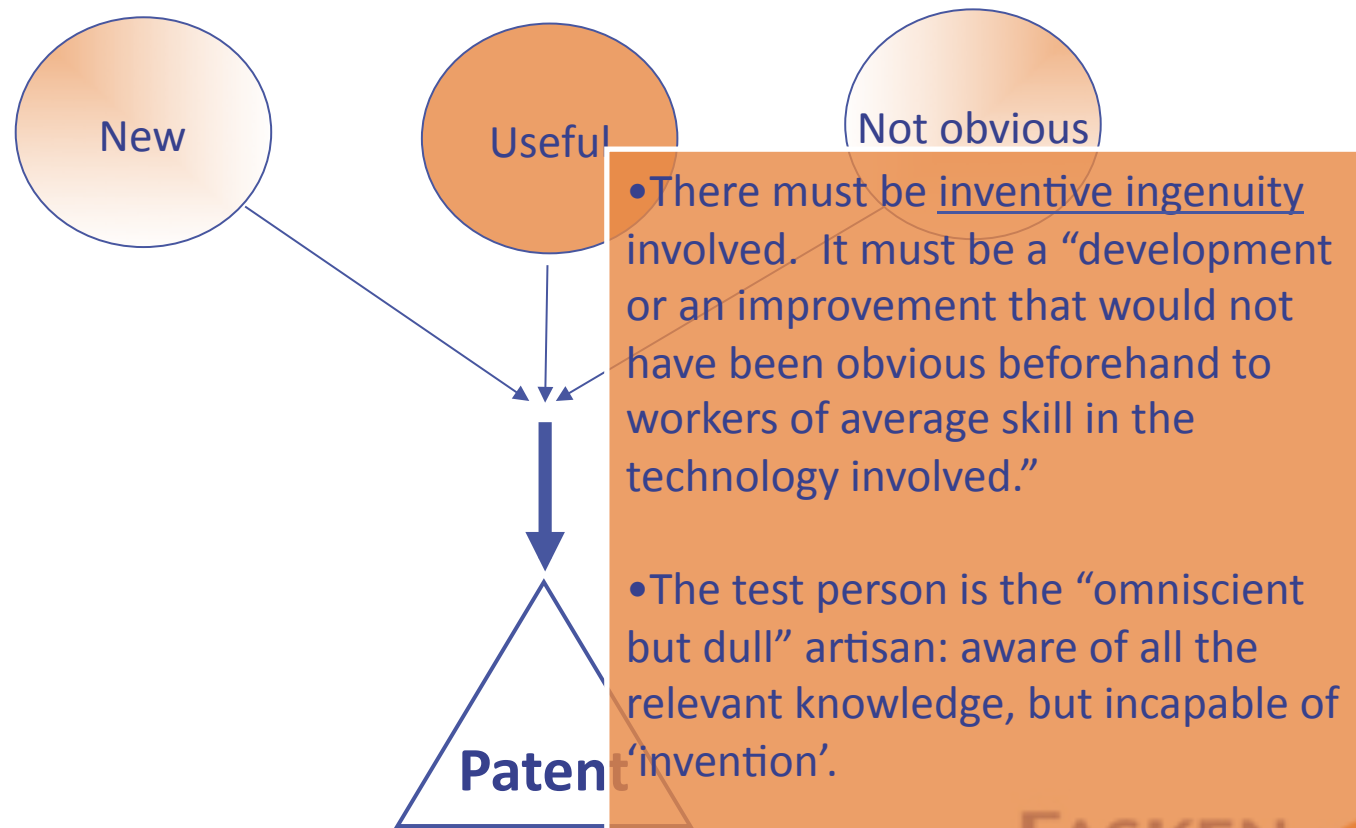 New
Useful
Not obvious
•There must be inventive ingenuity
involved.  It must be a “development
or an improvement that would not
have been obvious beforehand to
workers of average skill in the
technology involved.”
•The test person is the “omniscient
but dull” artisan: aware of all the
relevant knowledge, but incapable of
‘invention’.
Patent
FASKEN